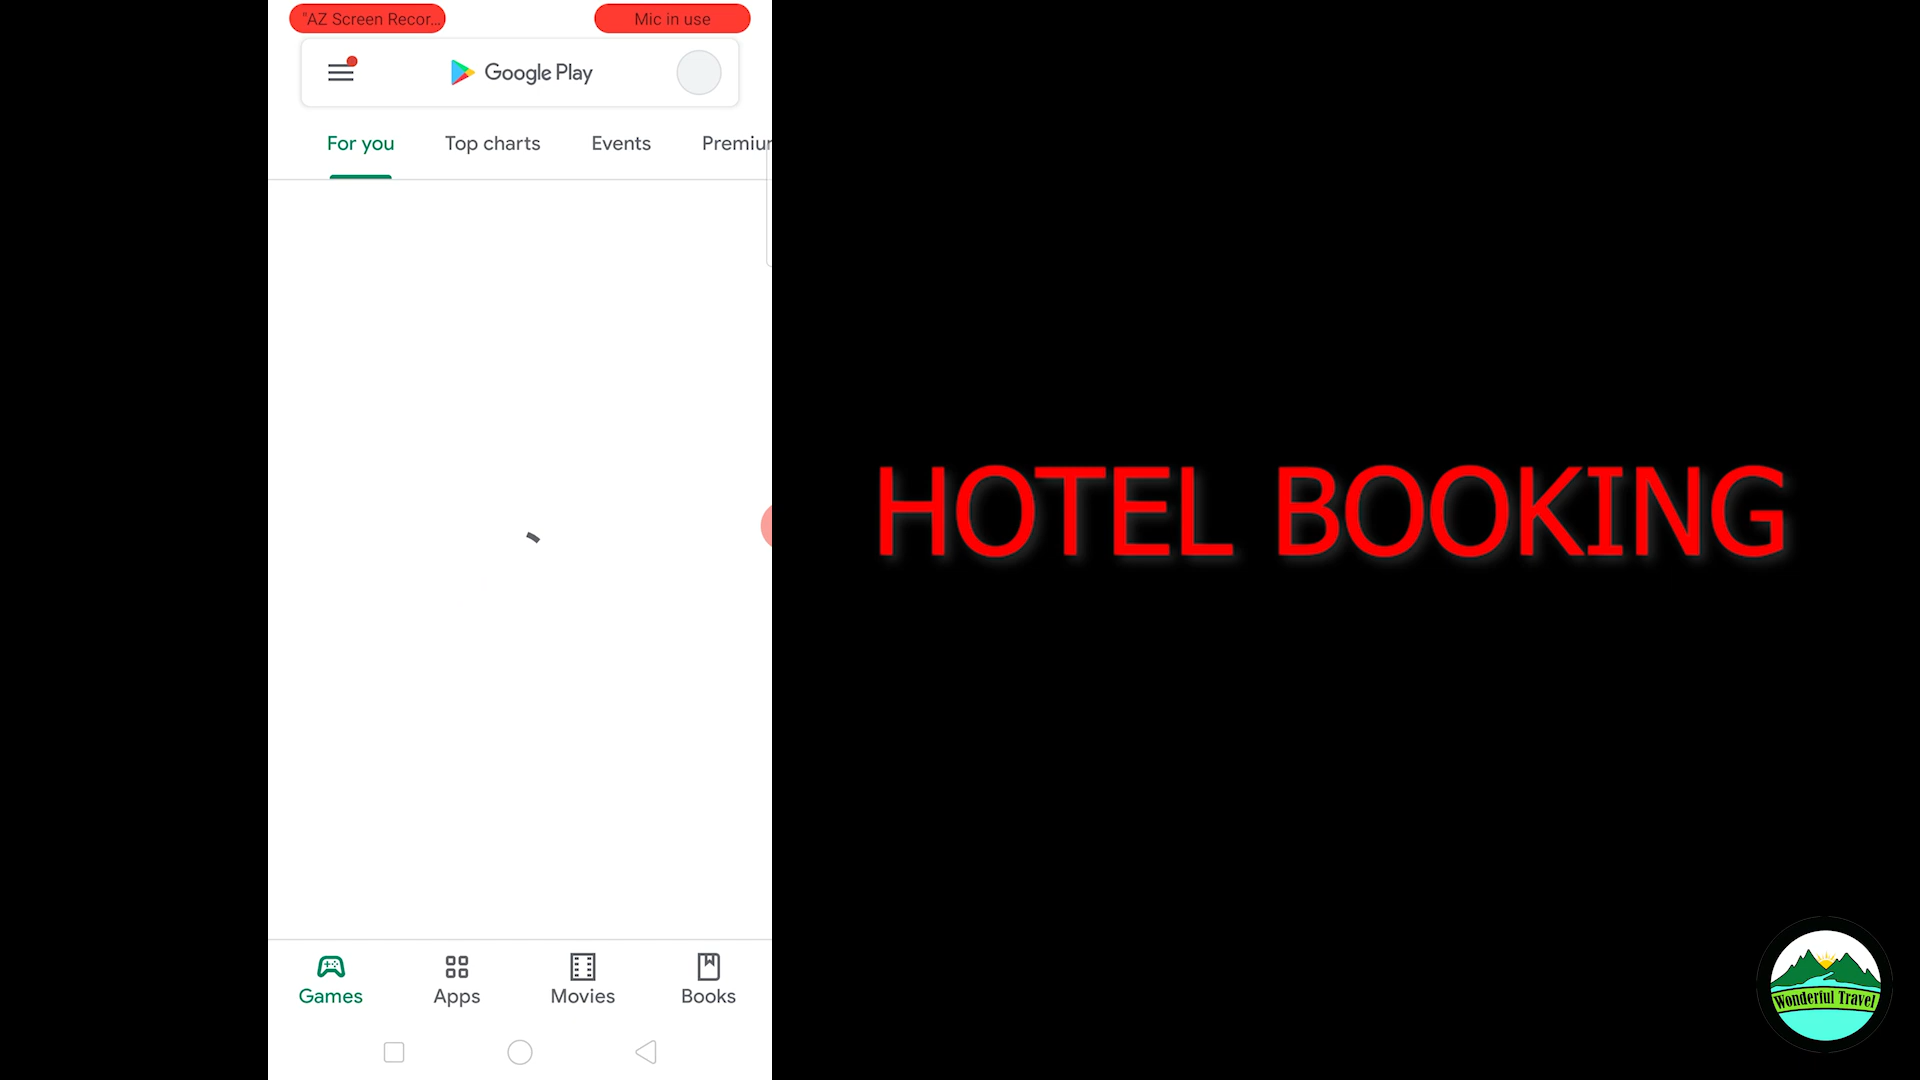 "AZ Screen Recor...
Mic in use
Google Play
For you
Top charts
Events
Premium
HOTEL BOOKING
Games
Apps
Movies
Books
Wonderful Travel